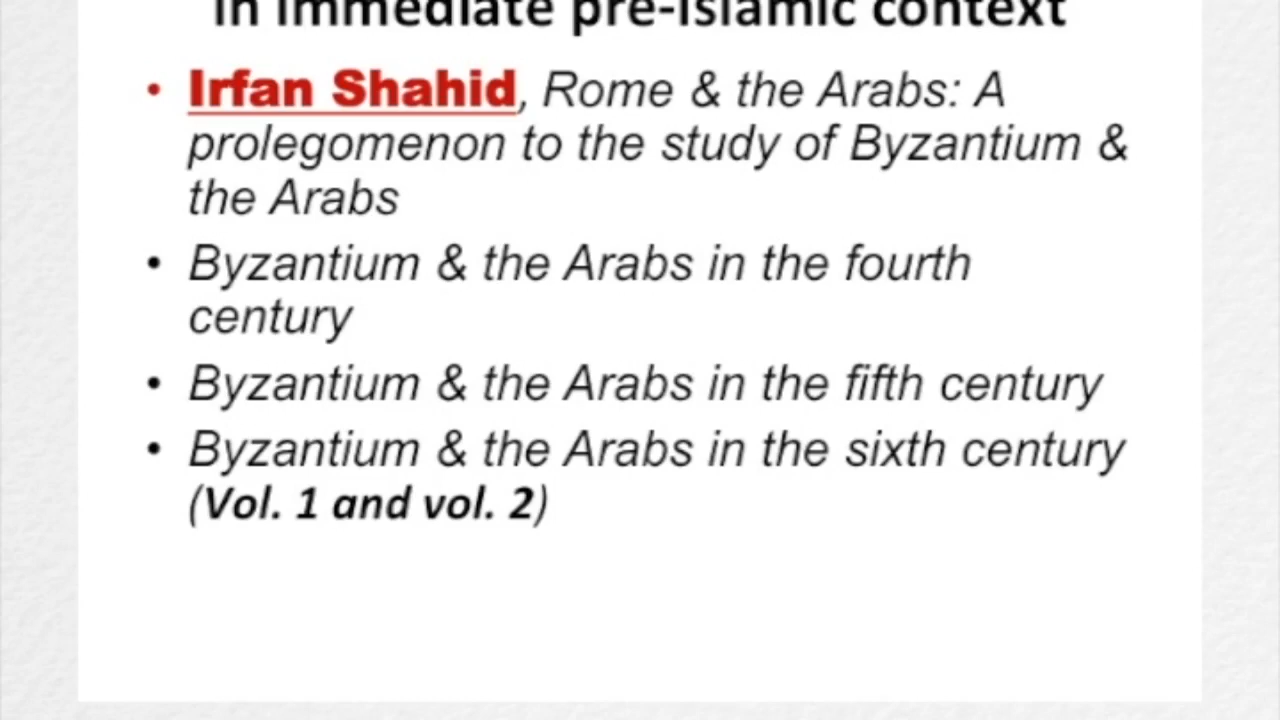 in immediate pre-Islamic context
• Irfan Shahid, Rome & the Arabs: A
prolegomenon to the study of Byzantium &
the Arabs
• Byzantium & the Arabs in the fourth
century
• Byzantium & the Arabs in the fifth century
• Byzantium & the Arabs in the sixth century
(Vol. 1 and vol. 2)